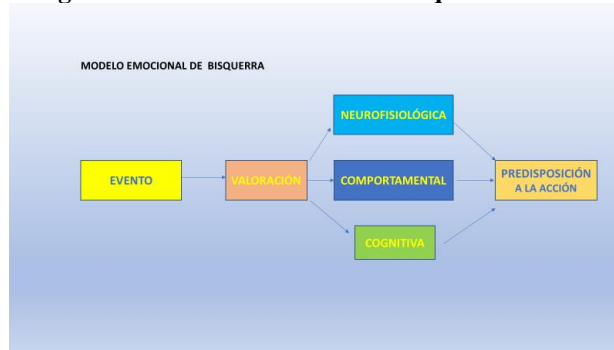 MODELO EMOCIONAL DE BISQUERRA
NEUROFISIOLÓGICA
EVENTO
VALORACIÓN
COMPORTAMENTAL
PREDISPOSICIÓN
A LA ACCIÓN
COGNITIVA